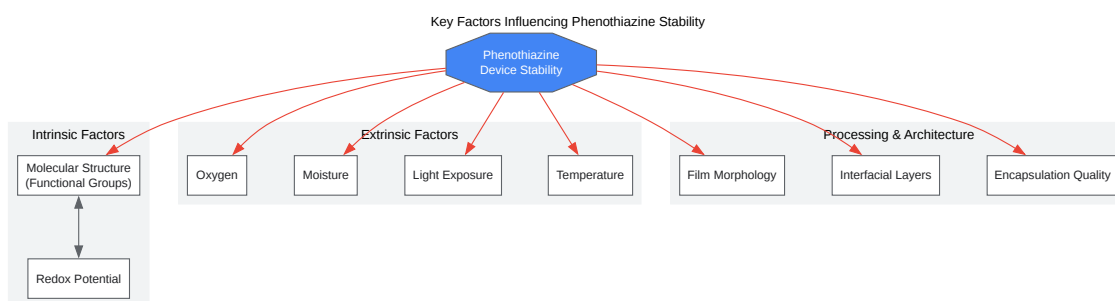 Key Factors Influencing Phenothiazine Stability
Phenothiazine
Device Stability
Intrinsic Factors
Extrinsic Factors
Processing & Architecture
Molecular Structure
(Functional Groups)
Oxygen
Moisture
Light Exposure
Temperature
Film Morphology
Interfacial Layers
Encapsulation Quality
Redox Potential